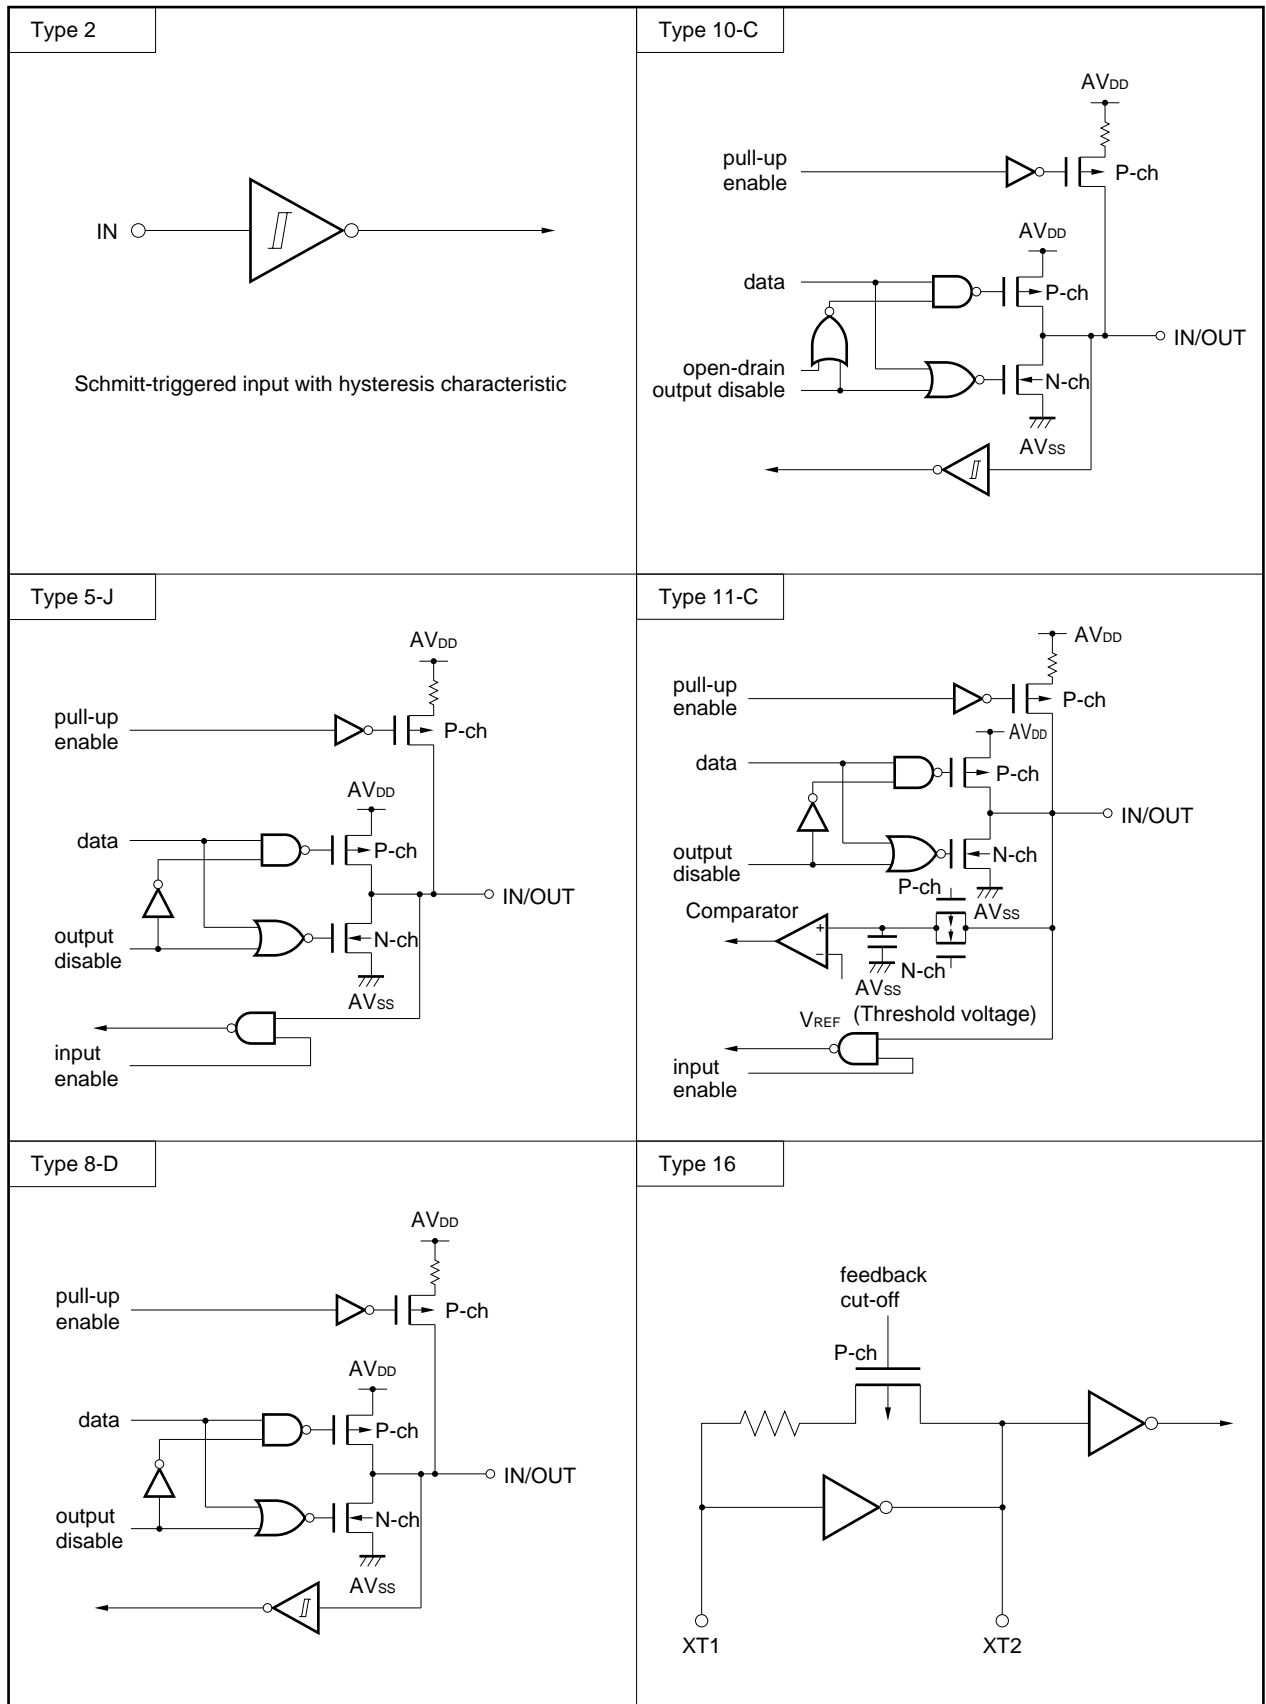 Type 2
IN
Schmitt-triggered input with hysteresis characteristic
Type 10-C
AVDD
pull-up
enable
P-ch
AVDD
data
P-ch
IN/OUT
open-drain
output disable
N-ch
AVSS
Type 5-J
AVDD
pull-up
enable
P-ch
AVDD
data
P-ch
IN/OUT
output
disable
N-ch
AVSS
input
enable
Type 11-C
AVDD
pull-up
enable
P-ch
AVDD
data
P-ch
IN/OUT
output
disable
N-ch
P-ch
AVSS
Comparator
+
−
N-ch
AVSS
VREF (Threshold voltage)
input
enable
Type 8-D
AVDD
pull-up
enable
P-ch
AVDD
data
P-ch
IN/OUT
output
disable
N-ch
AVSS
Type 16
feedback
cut-off
P-ch
XT1
XT2